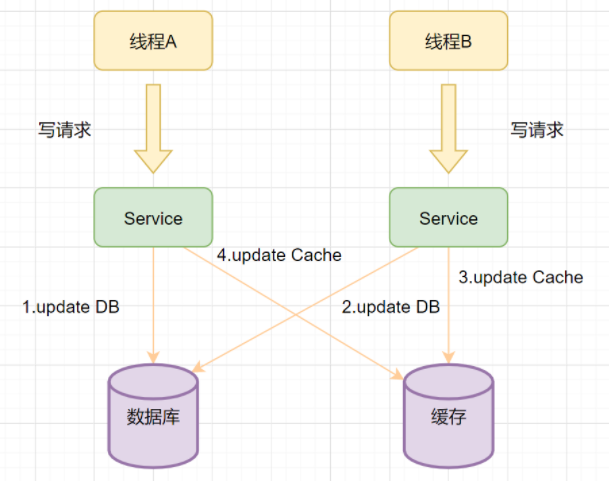 线程A
线程B
写请求
写请求
Service
Service
4.update Cache
3.update Cache
1.update DB
2.update DB
数据库
缓存